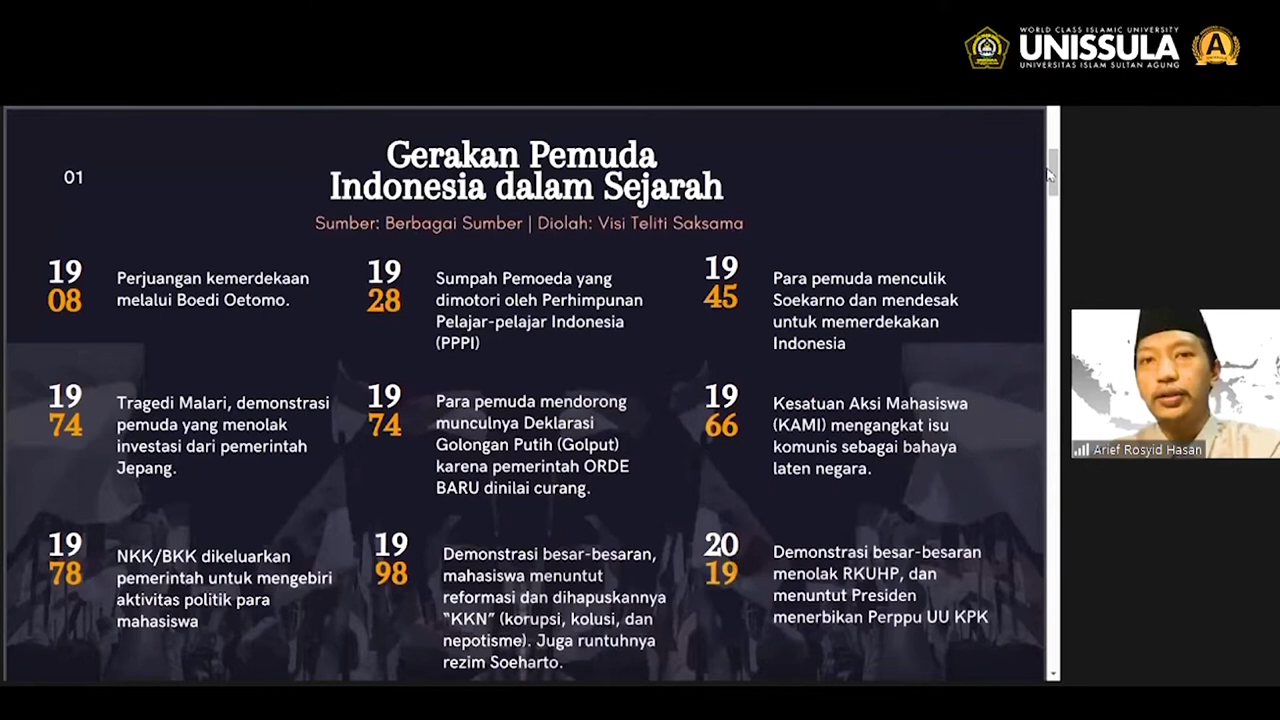 WORLD CLASS ISLAMIC UNIVERSITY
UNISSULA
UNIVERSITAS ISLAM SULTAN AGUNG
A
01
Gerakan Pemuda
Indonesia dalam Sejarah
Sumber: Berbagai Sumber | Diolah: Visi Teliti Saksama
19
08
Perjuangan kemerdekaan
melalui Boedi Oetomo.
19
28
Sumpah Pemoeda yang
dimotori oleh Perhimpunan
Pelajar-pelajar Indonesia
(PPPI)
19
45
Para pemuda menculik
Soekarno dan mendesak
untuk memerdekakan
Indonesia
19
74
Tragedi Malari, demonstrasi
pemuda yang menolak
investasi dari pemerintah
Jepang.
19
74
Para pemuda mendorong
munculnya Deklarasi
Golongan Putih (Golput)
karena pemerintah ORDE
BARU dinilai curang.
19
66
Kesatuan Aksi Mahasiswa
(KAMI) mengangkat isu
komunis sebagai bahaya
laten negara.
19
78
NKK/BKK dikeluarkan
pemerintah untuk mengebiri
aktivitas politik para
mahasiswa
19
98
Demonstrasi besar-besaran,
mahasiswa menuntut
reformasi dan dihapuskannya
“KKN” (korupsi, kolusi, dan
nepotisme). Juga runtuhnya
rezim Soeharto.
20
19
Demonstrasi besar-besaran
menolak RKUHP, dan
menuntut Presiden
menerbikan Perppu UU KPK
Arief Rosyid Hasan